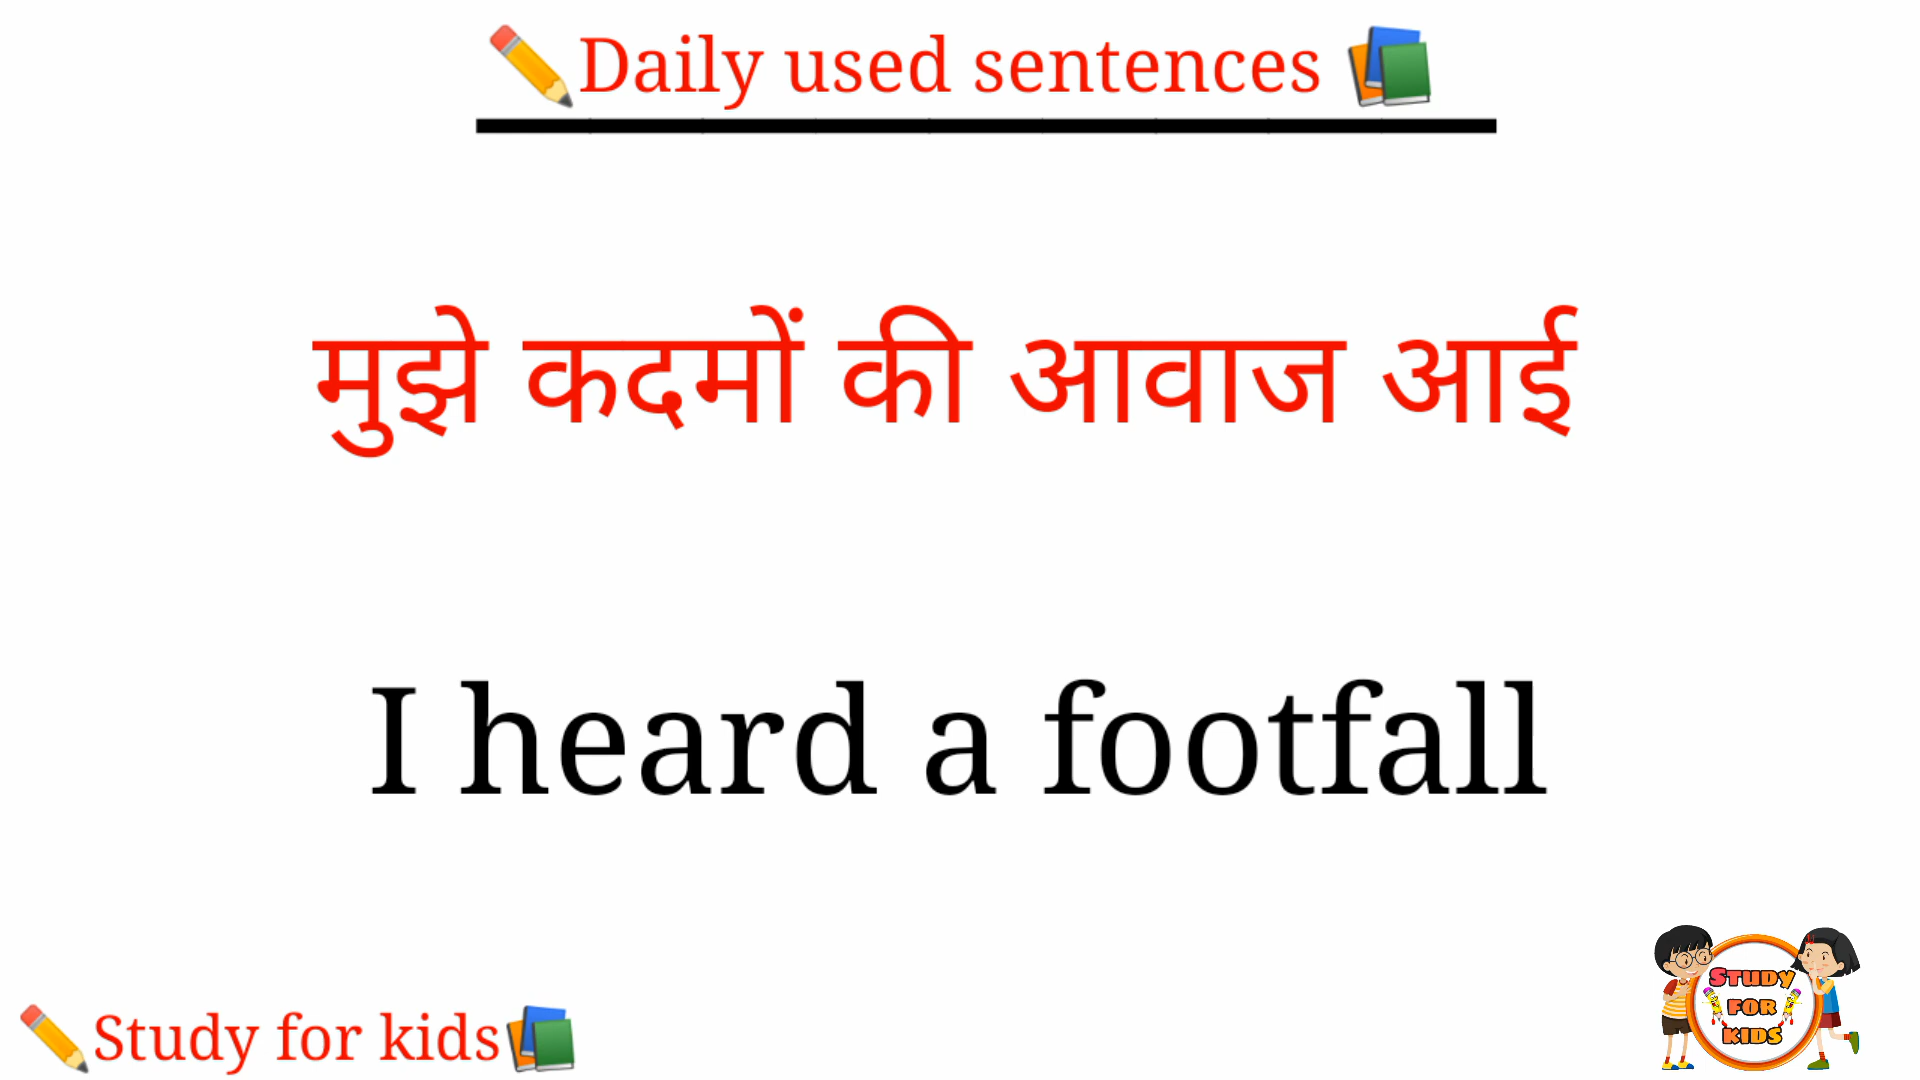 ✏️Daily used sentences 📚
मुझे कदमों की आवाज आई
I heard a footfall
✏️Study for kids📚
STUDY
FOR
KIDS